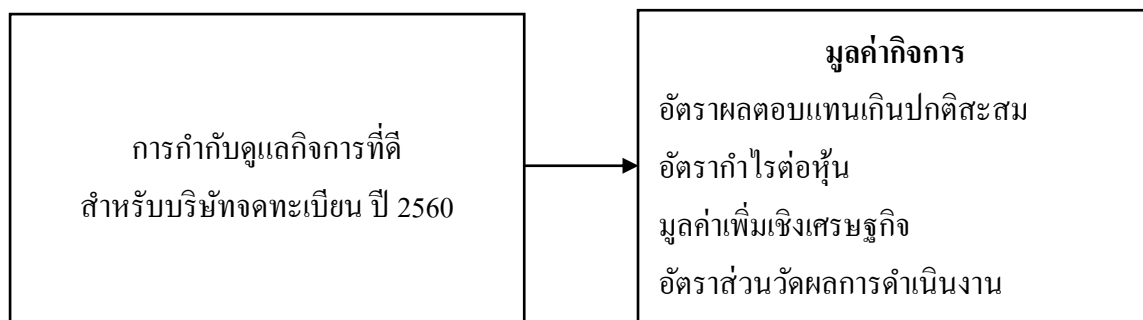 การกำกับดูแลกิจการที่ดี
สำหรับบริษัทจดทะเบียน ปี 2560
มูลค่ากิจการ
อัตราผลตอบแทนเกินปกติสะสม
อัตรากำไรต่อหุ้น
มูลค่าเพิ่มเชิงเศรษฐกิจ
อัตราส่วนวัดผลการดำเนินงาน